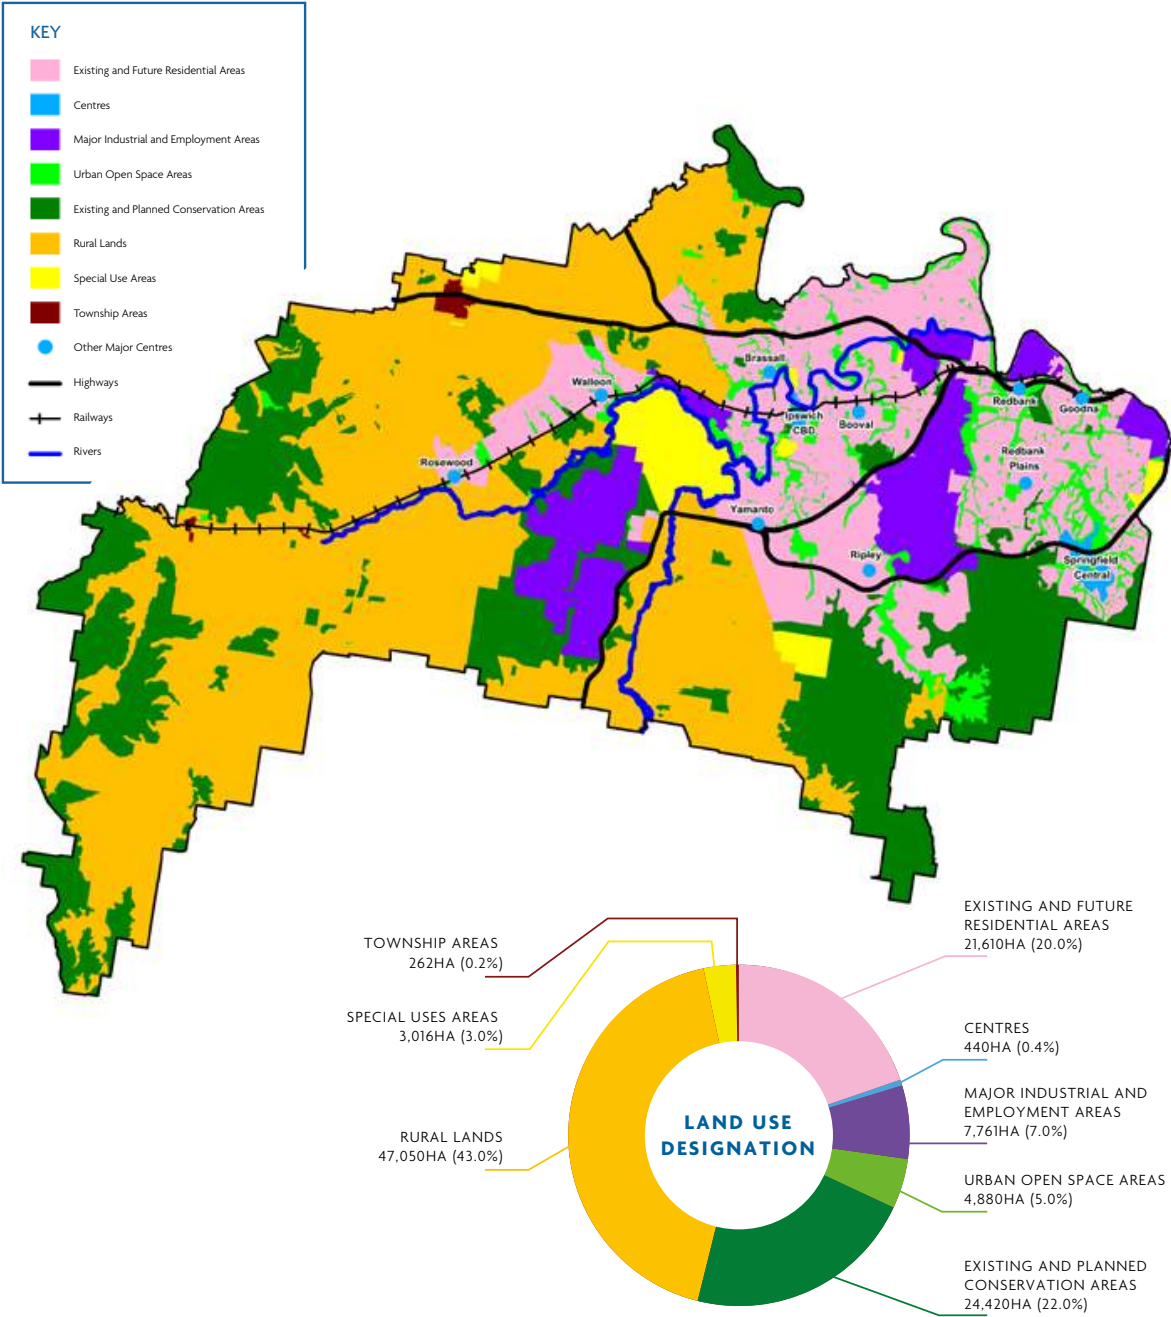 KEY
Existing and Future Residential Areas
Centres
Major Industrial and Employment Areas
Urban Open Space Areas
Existing and Planned Conservation Areas
Rural Lands
Special Use Areas
Township Areas
Other Major Centres
Highways
Railways
Rivers
Brassall
Walloon
Ipswich
CBD
Booval
Redbank
Goodna
Rosewood
Redbank
Plains
Yamanto
Ripley
Springfield
Central
TOWNSHIP AREAS
262HA (0.2%)
SPECIAL USES AREAS
3,016HA (3.0%)
RURAL LANDS
47,050HA (43.0%)
LAND USE
DESIGNATION
EXISTING AND FUTURE
RESIDENTIAL AREAS
21,610HA (20.0%)
CENTRES
440HA (0.4%)
MAJOR INDUSTRIAL AND
EMPLOYMENT AREAS
7,761HA (7.0%)
URBAN OPEN SPACE AREAS
4,880HA (5.0%)
EXISTING AND PLANNED
CONSERVATION AREAS
24,420HA (22.0%)